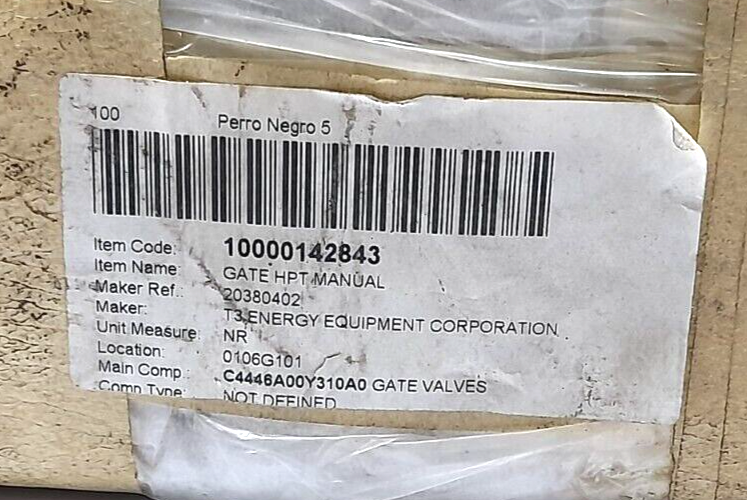 100 Perro Negro 5
Item Code: 10000142843
Item Name: GATE HPT MANUAL
Maker Ref.: 20380402
Maker: T3 ENERGY EQUIPMENT CORPORATION
Unit Measure: NR
Location: 0106G101
Main Comp.: C4446A00Y310A0 GATE VALVES
Comp Type: NOT DEFINED